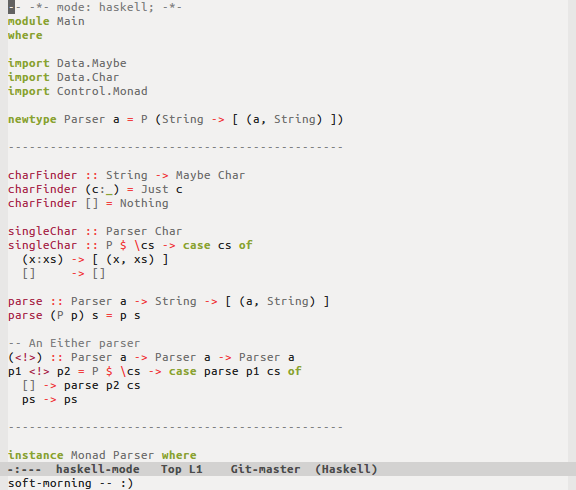 -- -*- mode: haskell; -*-
module Main
where
import Data.Maybe
import Data.Char
import Control.Monad
newtype Parser a = P (String -> [ (a, String) ])
------------------------------------------------
charFinder :: String -> Maybe Char
charFinder (c:_) = Just c
charFinder [] = Nothing
singleChar :: Parser Char
singleChar :: P $ \cs -> case cs of
  (x:xs) -> [ (x, xs) ]
  []     -> []
parse :: Parser a -> String -> [ (a, String) ]
parse (P p) s = p s
-- An Either parser
(<!>) :: Parser a -> Parser a -> Parser a
p1 <!> p2 = P $ \cs -> case parse p1 cs of
  [] -> parse p2 cs
  ps -> ps
------------------------------------------------
instance Monad Parser where
-:---  haskell-mode   Top L1    Git-master  (Haskell)
soft-morning -- :)